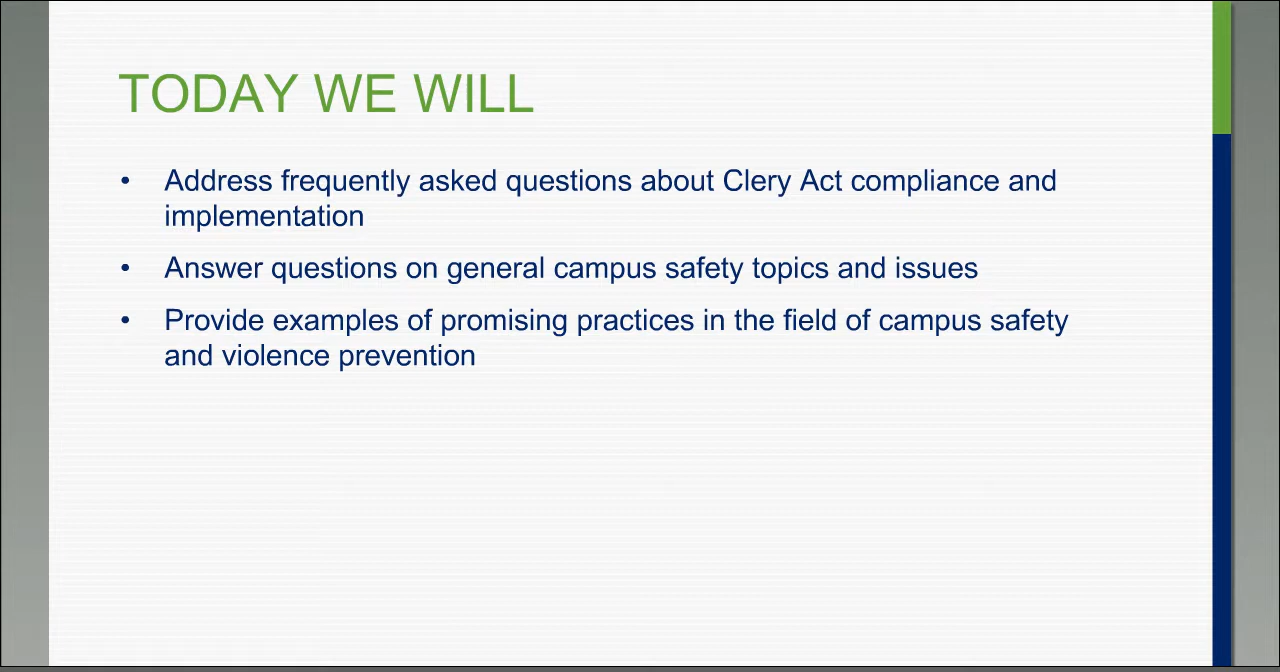 TODAY WE WILL
• Address frequently asked questions about Clery Act compliance and
implementation
• Answer questions on general campus safety topics and issues
• Provide examples of promising practices in the field of campus safety
and violence prevention